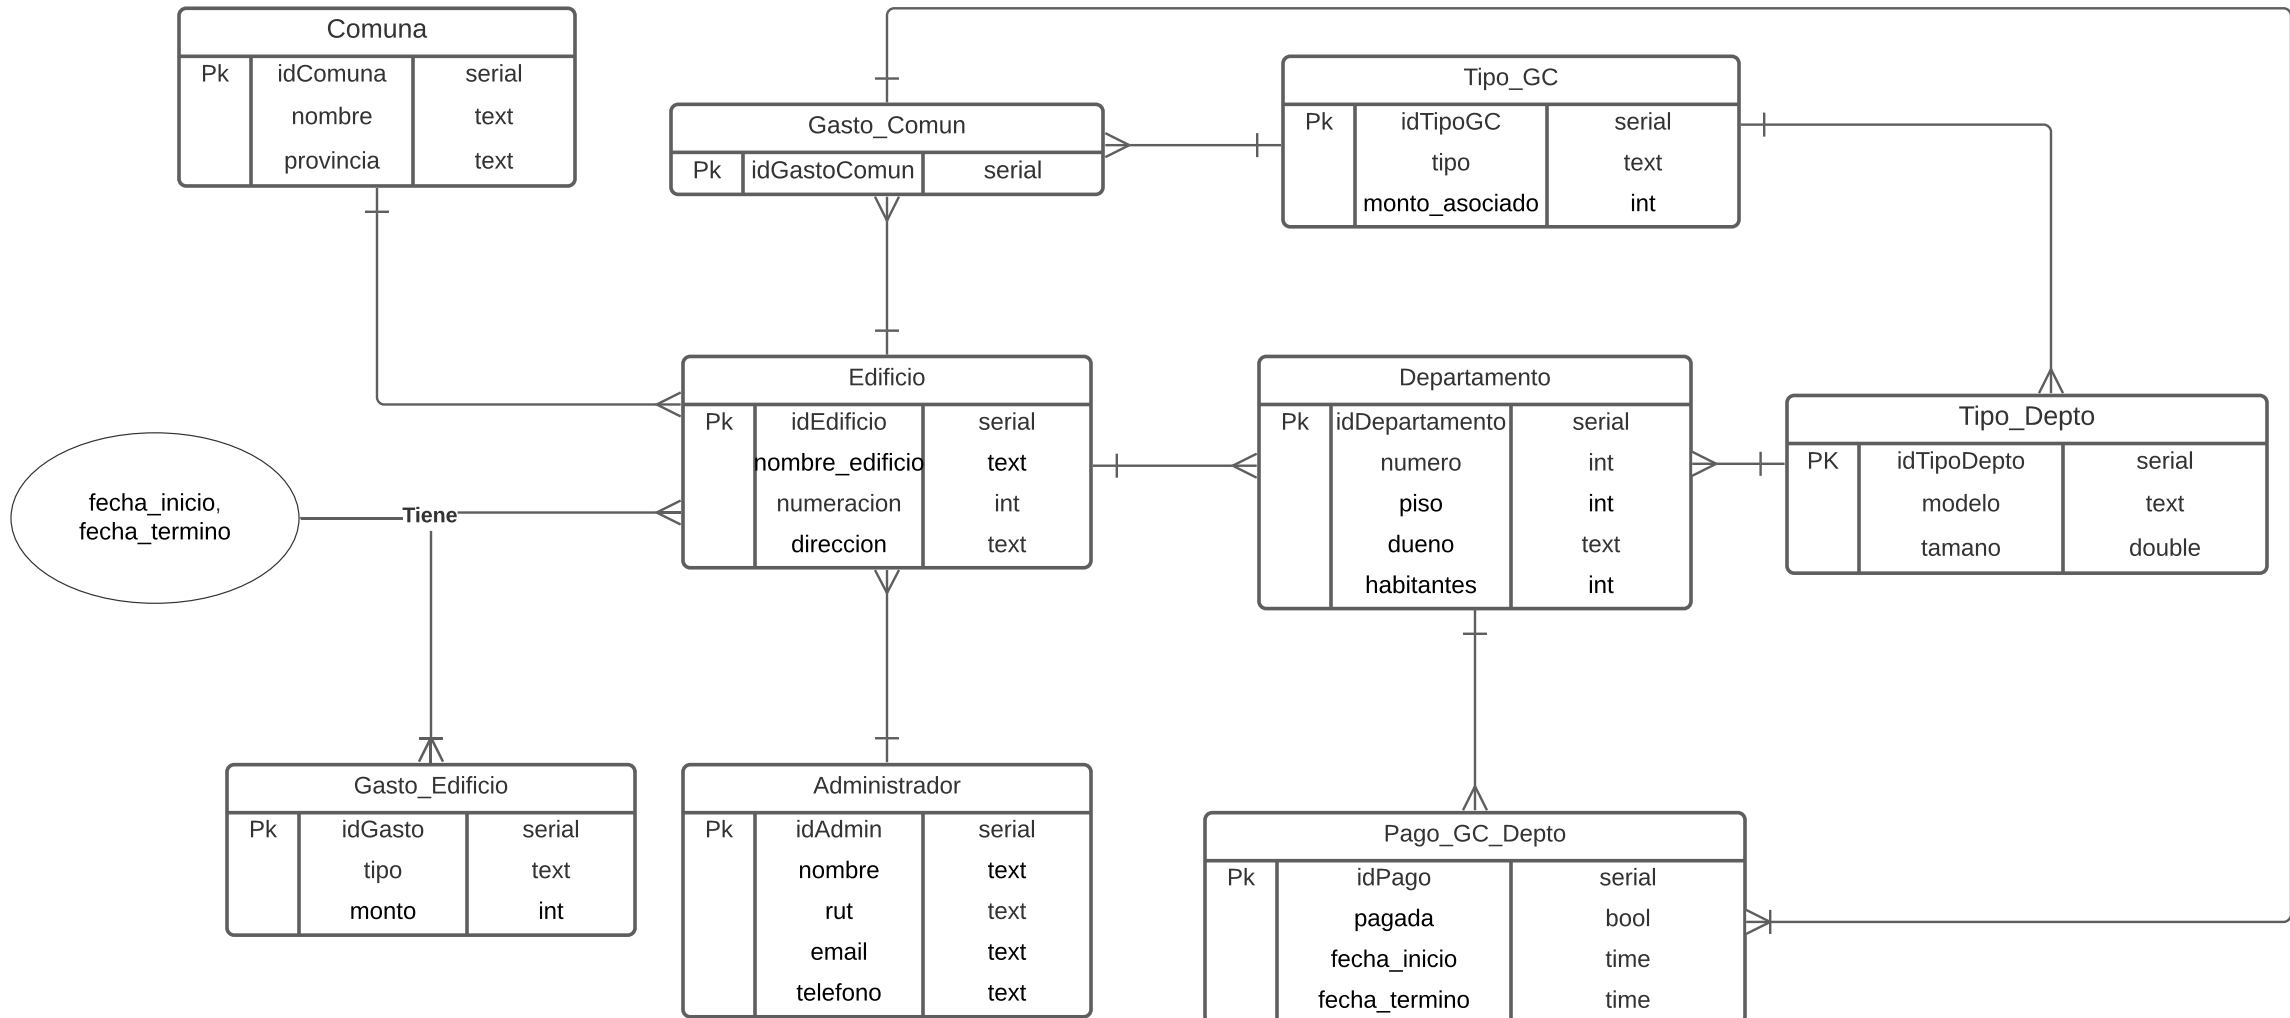 Comuna
Pk idComuna serial
nombre text
provincia text
Gasto_Comun
Pk idGastoComun serial
Tipo_GC
Pk idTipoGC serial
tipo text
monto_asociado int
Edificio
Pk idEdificio serial
nombre_edificio text
numeracion int
direccion text
Departamento
Pk idDepartamento serial
numero int
piso int
dueno text
habitantes int
Tipo_Depto
PK idTipoDepto serial
modelo text
tamano double
fecha_inicio,
fecha_termino
Tiene
Gasto_Edificio
Pk idGasto serial
tipo text
monto int
Administrador
Pk idAdmin serial
nombre text
rut text
email text
telefono text
Pago_GC_Depto
Pk idPago serial
pagada bool
fecha_inicio time
fecha_termino time